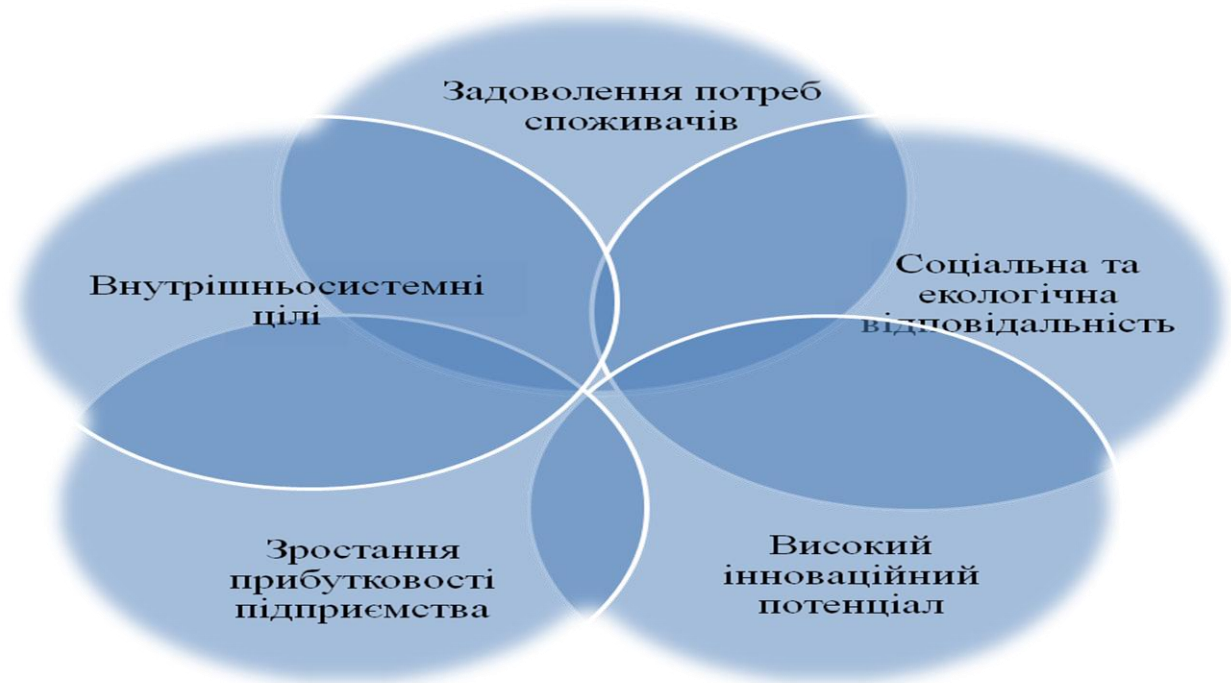 Задоволення потреб
споживачів
Соціальна та
екологічна
відповідальність
Внутрішньосистемні
цілі
Зростання
прибутковості
підприємства
Високий
інноваційний
потенціал